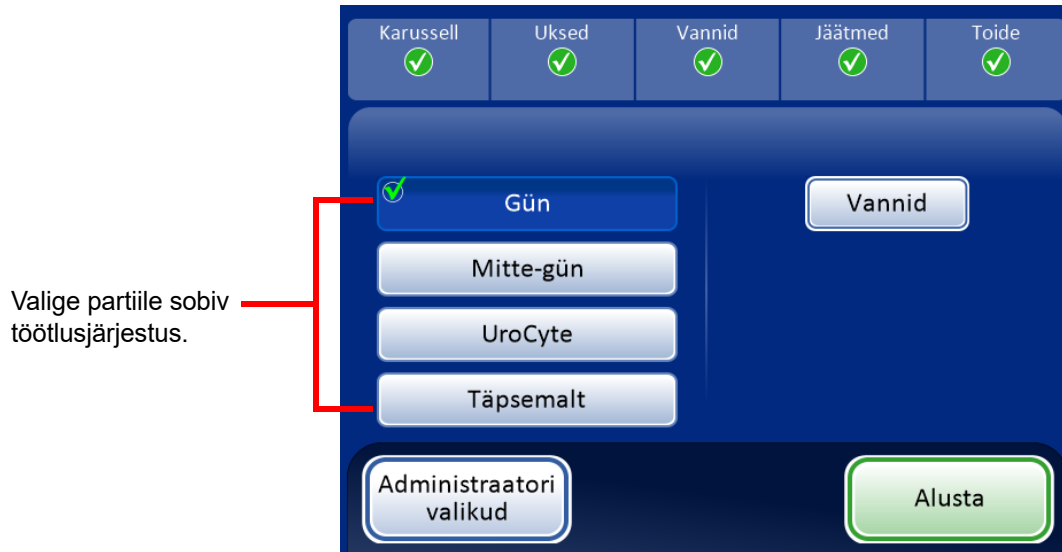 Karussell
Uksed
Vannid
Jäätmed
Toide
Gün
Vannid
Mitte-gün
Valige partiile sobiv
töötlusjärjestus.
UroCyte
Täpsemalt
Administraatori
valikud
Alusta